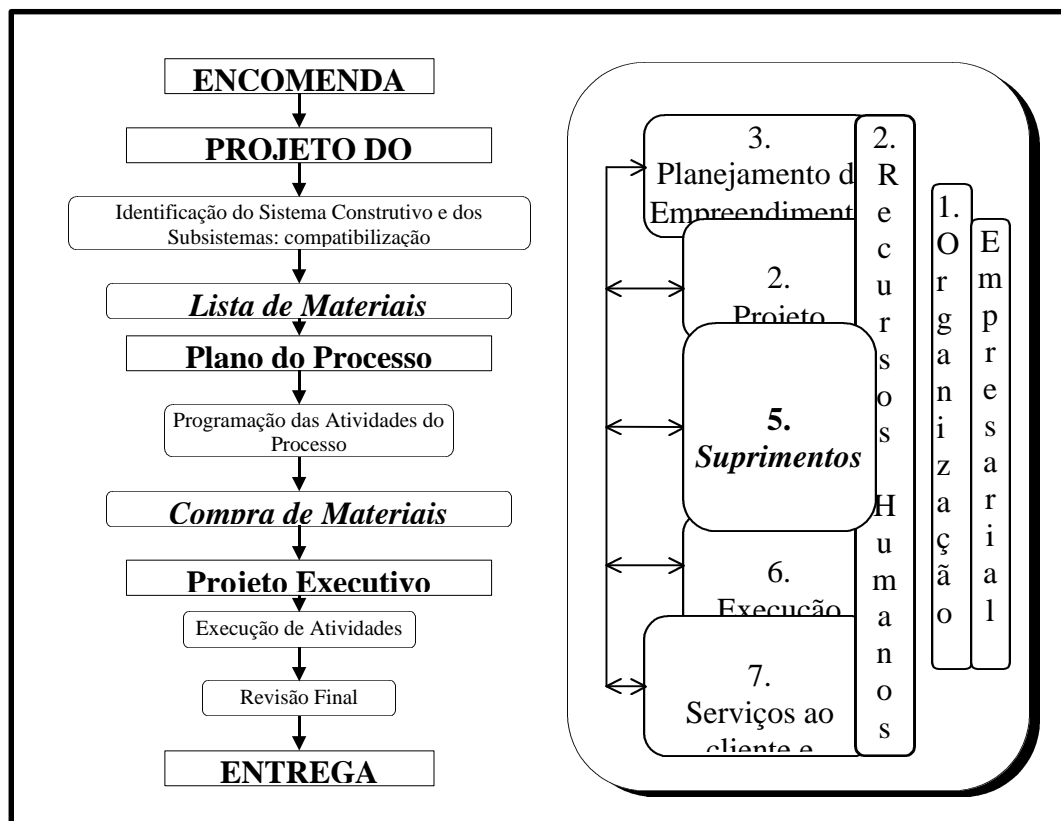 ENCOMENDA
PROJETO DO
Identificação do Sistema Construtivo e dos
Subsistemas: compatibilização
Lista de Materiais
Plano do Processo
Programação das Atividades do
Processo
Compra de Materiais
Projeto Executivo
Execução de Atividades
Revisão Final
ENTREGA
3.
Planejamento d
Empreendiment
2.
Projeto
5.
Suprimentos
6.
Execução
7.
Serviços ao
cliente e
2.
Recursos Humanos
1.
Organização
Empresarial